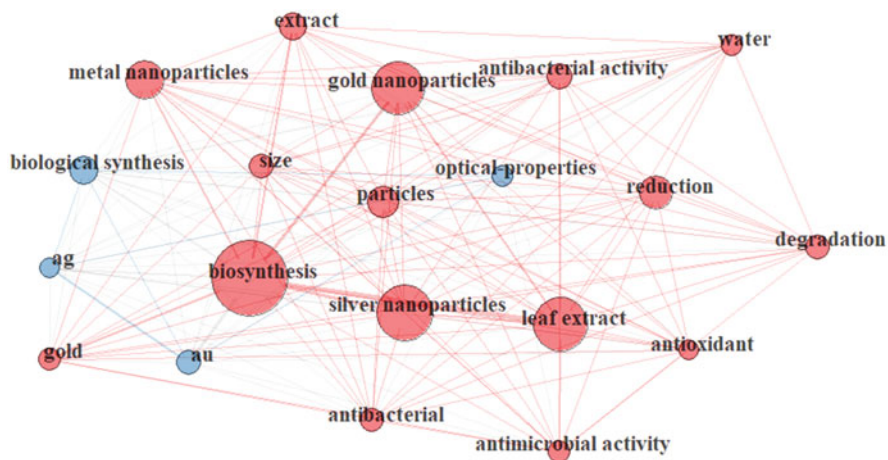 extract
water
metal nanoparticles
gold nanoparticles
antibacterial activity
biological synthesis
size
optical-properties
particles
reduction
degradation
ag
biosynthesis
silver nanoparticles
leaf extract
gold
au
antioxidant
antibacterial
antimicrobial activity